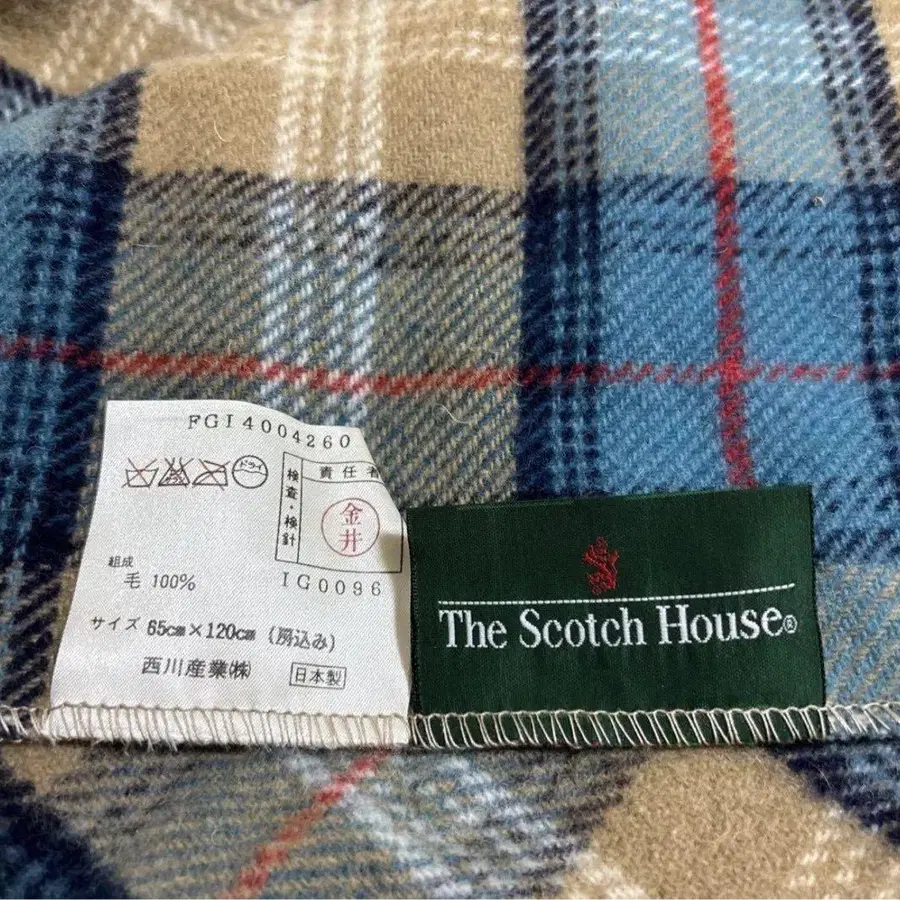 FGI4004260
ドライ
検査・検針
責任者
金井
IG0096
組成
毛 100%
サイズ 65cm×120cm (房込み)
西川産業㈱ 日本製
The Scotch House®